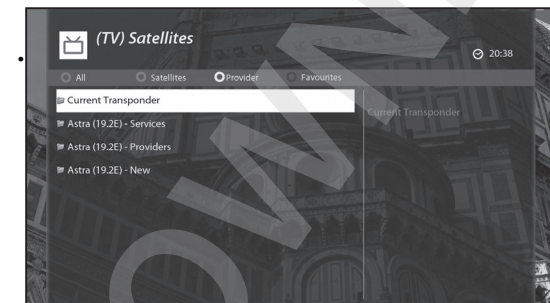 (TV) Satellites
20:38
All Satellites Provider Favourites
Current Transponder
Current Transponder
Astra (19.2E) - Services
Astra (19.2E) - Providers
Astra (19.2E) - New